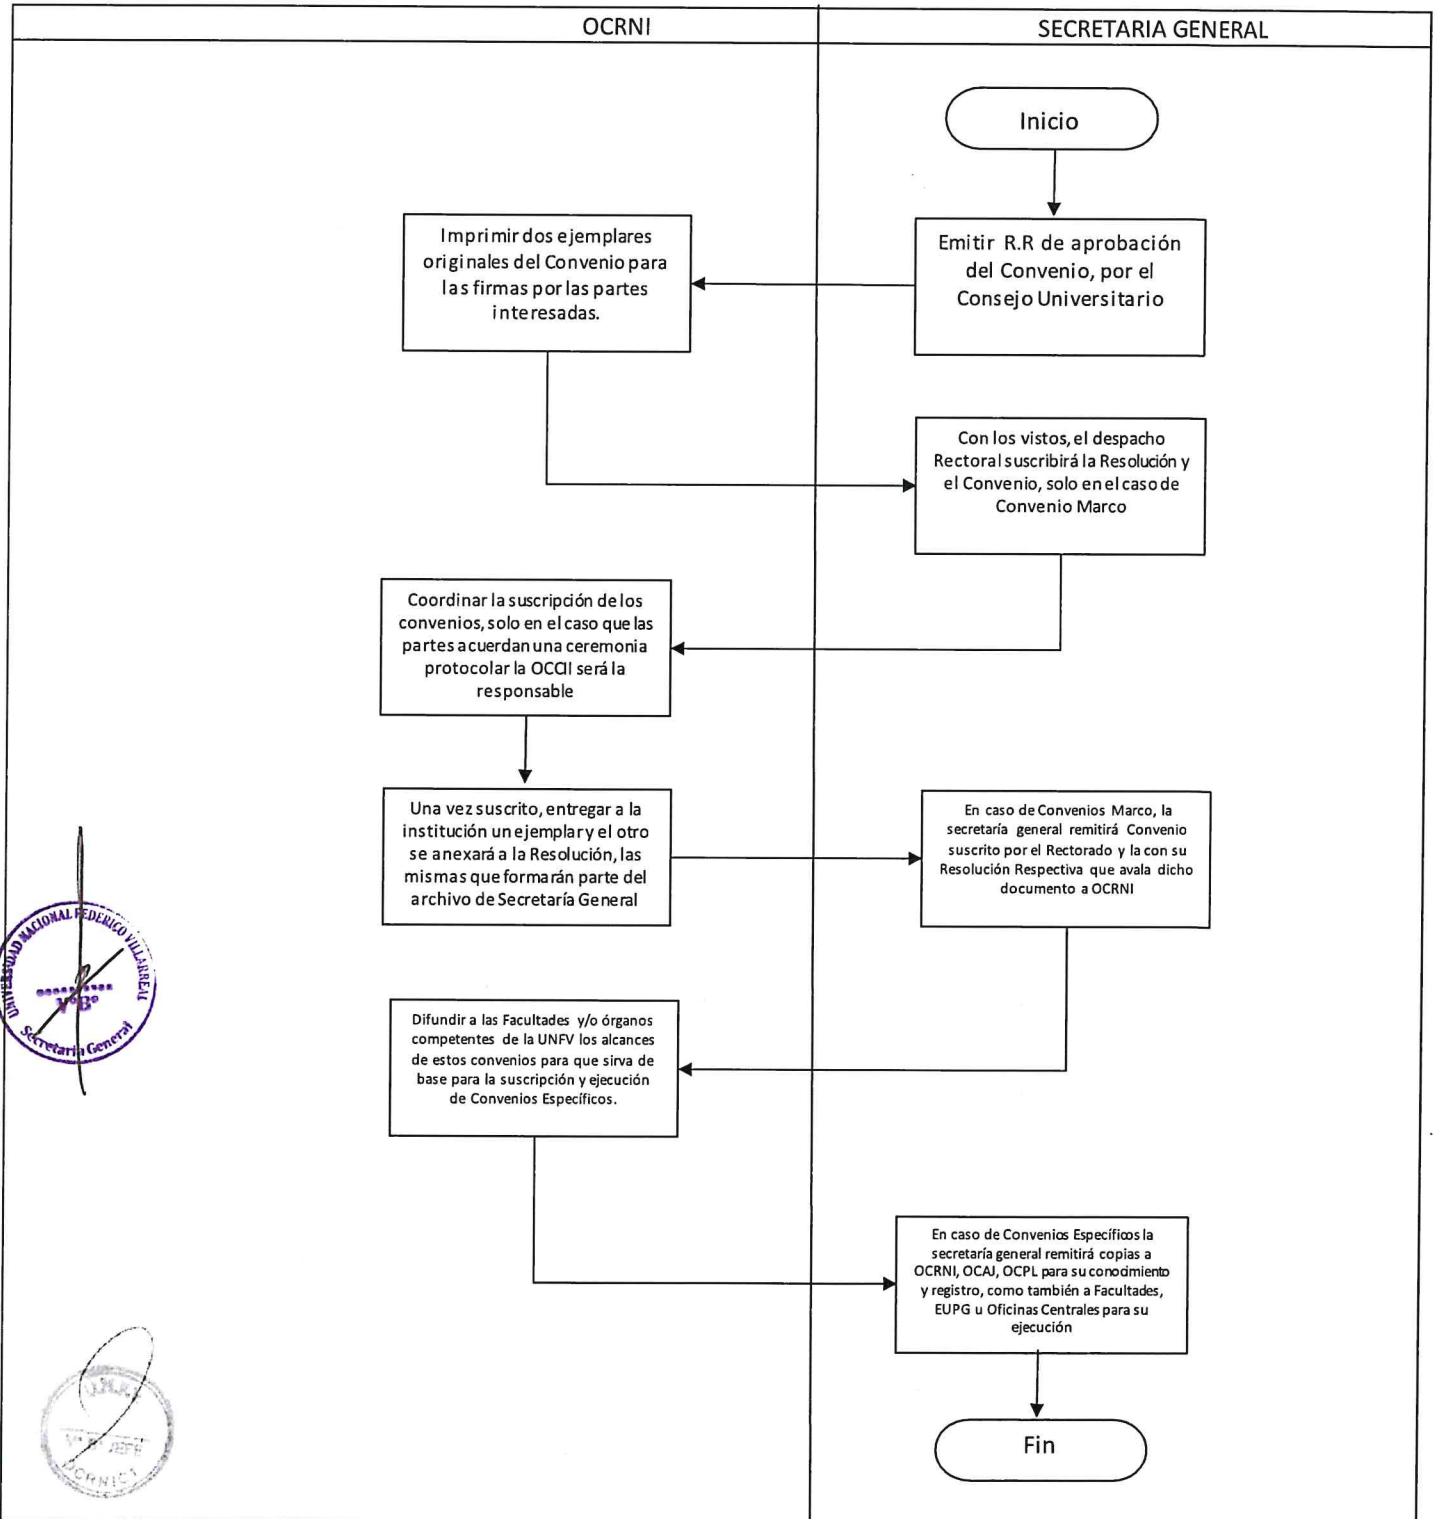 OCRNI
SECRETARIA GENERAL
Inicio
Emitir R.R de aprobación
del Convenio, por el
Consejo Universitario
Imprimir dos ejemplares
originales del Convenio para
las firmas por las partes
interesadas.
Con los vistos, el despacho
Rectoral suscribirá la Resolución y
el Convenio, solo en el caso de
Convenio Marco
Coordinar la suscripción de los
convenios, solo en el caso que las
partes acuerdan una ceremonia
protocolar la OCCII será la
responsable
Una vez suscrito, entregar a la
institución un ejemplar y el otro
se anexará a la Resolución, las
mismas que formarán parte del
archivo de Secretaría General
En caso de Convenios Marco, la
secretaría general remitirá Convenio
suscrito por el Rectorado y la con su
Resolución Respectiva que avala dicho
documento a OCRNI
UNIVERSIDAD NACIONAL FEDERICO VILLARREAL
V°B°
Secretaria General
Difundir a las Facultades y/o órganos
competentes de la UNFV los alcances
de estos convenios para que sirva de
base para la suscripción y ejecución
de Convenios Específicos.
En caso de Convenios Específicos la
secretaría general remitirá copias a
OCRNI, OCAJ, OCPL para su conocimiento
y registro, como también a Facultades,
EUPG u Oficinas Centrales para su
ejecución
Fin
V° B° JEFE